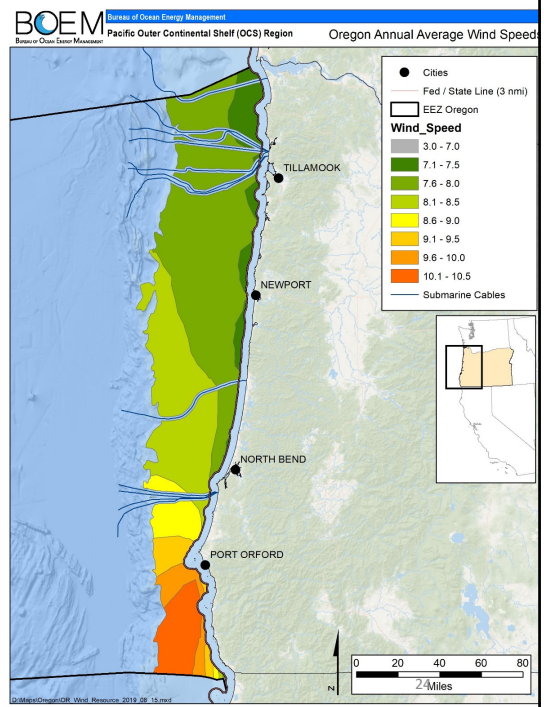 BOEM
BUREAU OF OCEAN ENERGY MANAGEMENT
Bureau of Ocean Energy Management
Pacific Outer Continental Shelf (OCS) Region
Oregon Annual Average Wind Speeds
Cities
Fed / State Line (3 nmi)
EEZ Oregon
Wind_Speed
3.0 - 7.0
7.1 - 7.5
7.6 - 8.0
8.1 - 8.5
8.6 - 9.0
9.1 - 9.5
9.6 - 10.0
10.1 - 10.5
Submarine Cables
TILLAMOOK
NEWPORT
NORTH BEND
PORT ORFORD
N
0 20 40 60 80
24
Miles
D:\Maps\Oregon\OR_Wind_Resource_2019_08_15.mxd